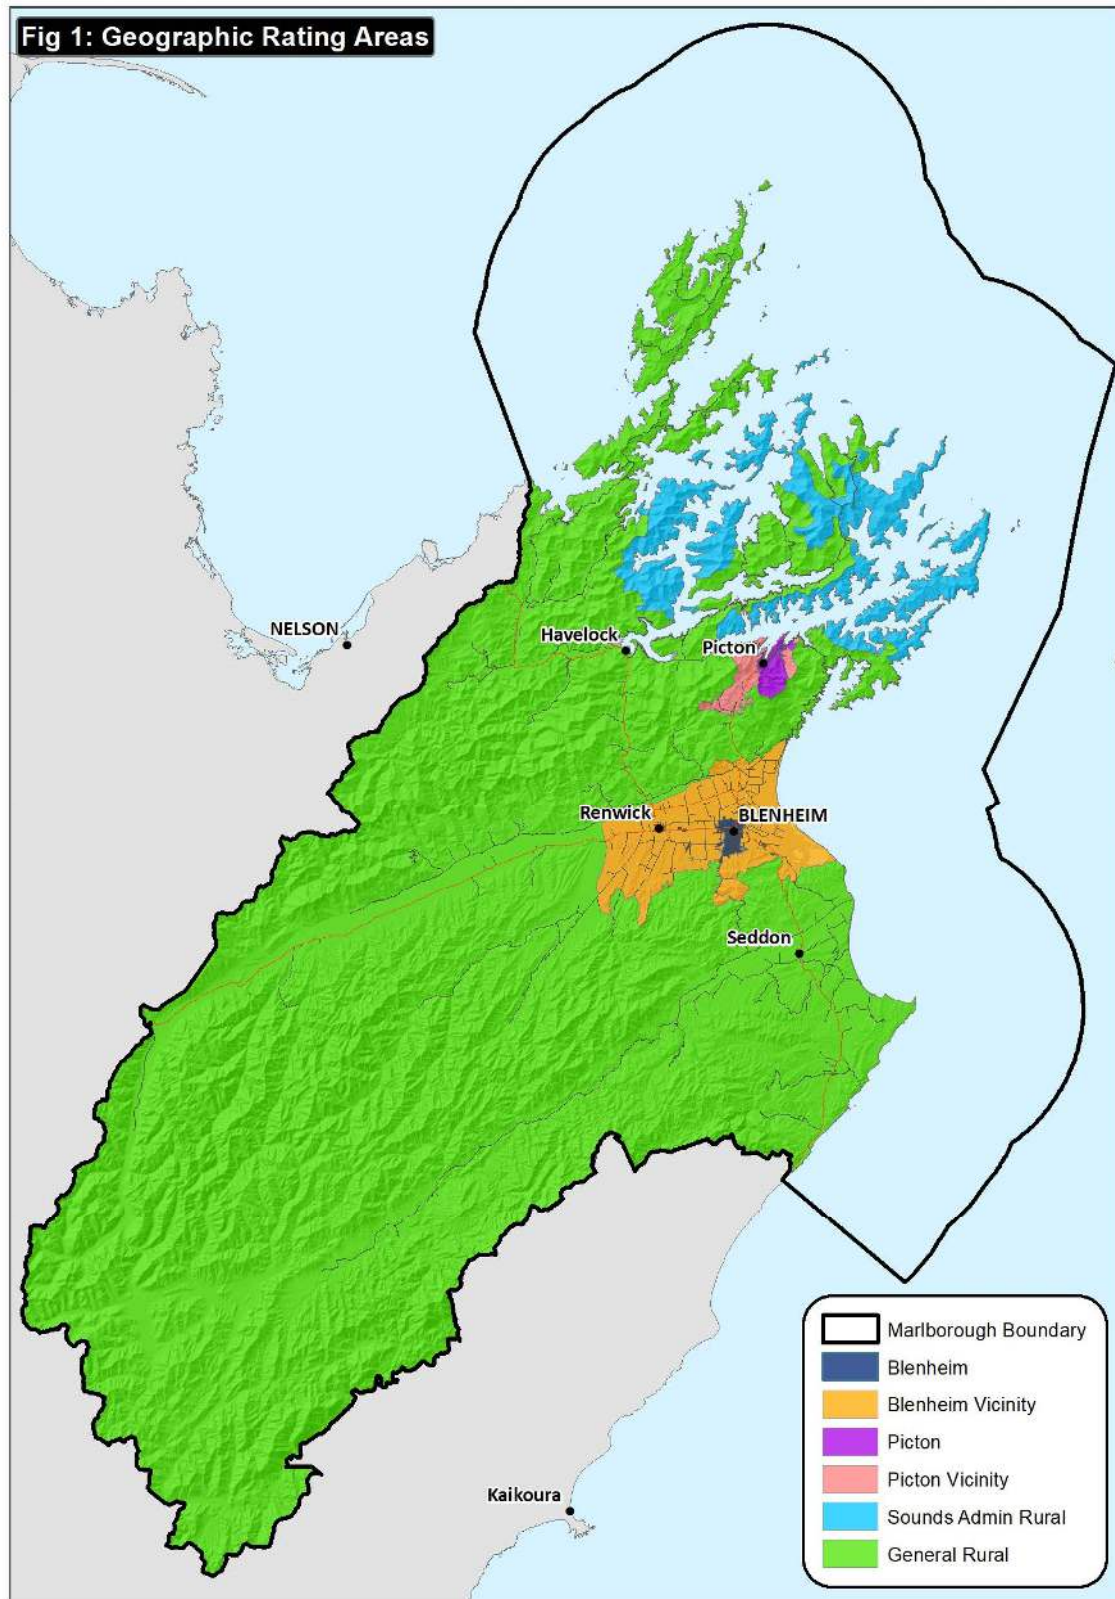 Fig 1: Geographic Rating Areas
NELSON
Havelock
Picton
Renwick
BLENHEIM
Seddon
Kaikoura
Marlborough Boundary
Blenheim
Blenheim Vicinity
Picton
Picton Vicinity
Sounds Admin Rural
General Rural